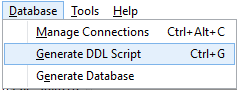 Database Tools Help
Manage Connections Ctrl+Alt+C
Generate DDL Script Ctrl+G
Generate Database